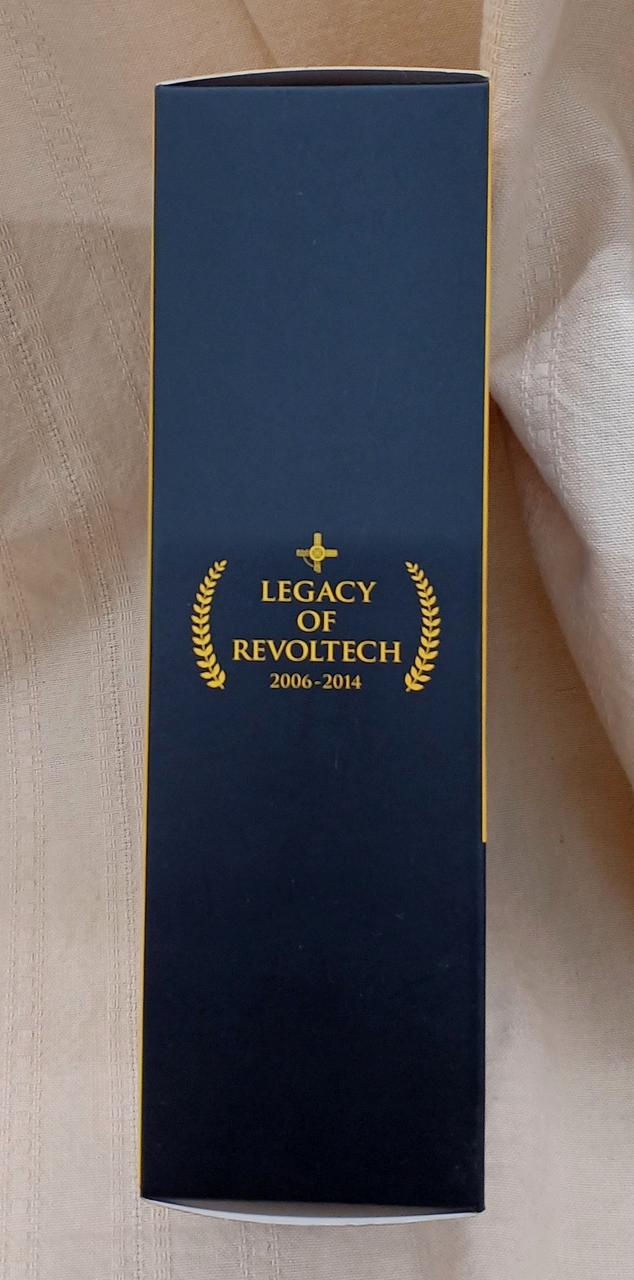 LEGACY
OF
REVOLTECH
2006-2014